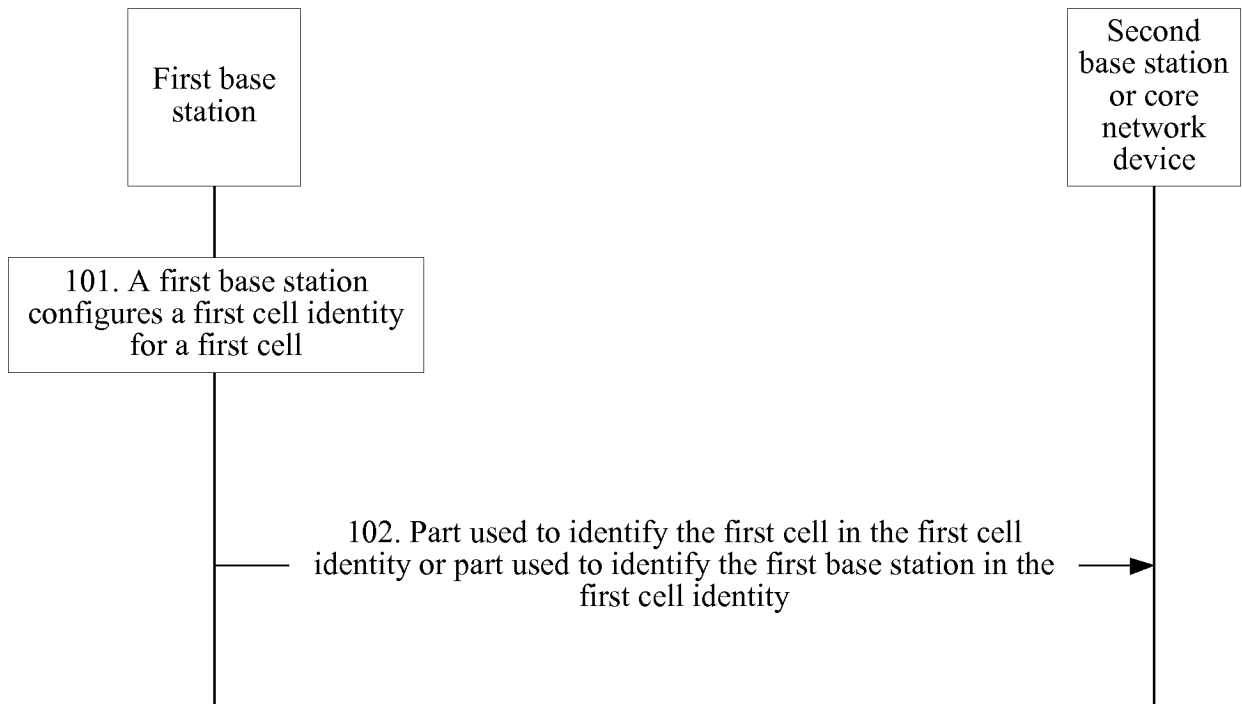 First base
station
Second
base station
or core
network
device
101. A first base station
configures a first cell identity
for a first cell
102. Part used to identify the first cell in the first cell
identity or part used to identify the first base station in the
first cell identity